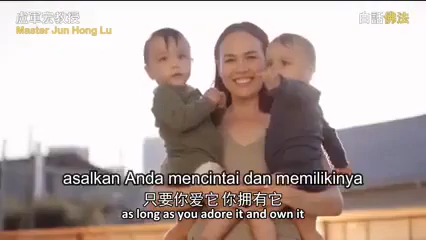 盧軍宏教授
白話佛法
Master Jun Hong Lu
asalkan Anda mencintai dan memilikinya
只要你爱它 你拥有它
as long as you adore it and own it